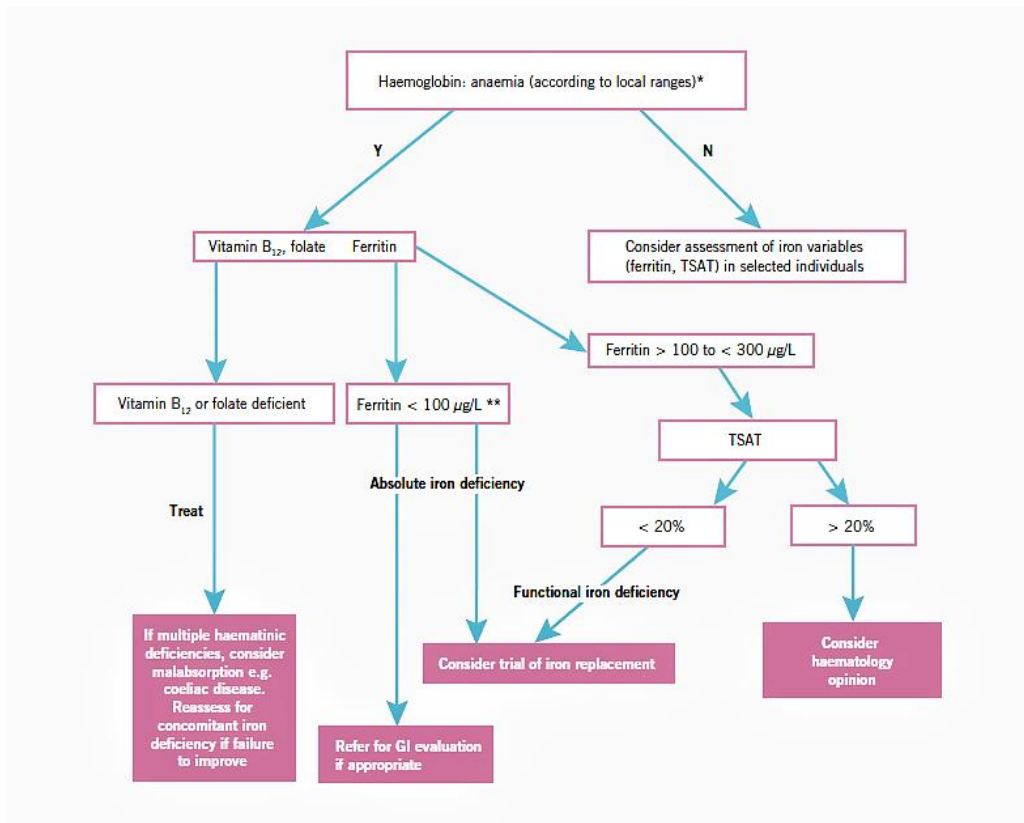 Haemoglobin: anaemia (according to local ranges)*
Y
N
Vitamin B₁₂, folate Ferritin
Consider assessment of iron variables
(ferritin, TSAT) in selected individuals
Ferritin > 100 to < 300 µg/L
Vitamin B₁₂ or folate deficient
Ferritin < 100 µg/L **
TSAT
Absolute iron deficiency
Treat
< 20%
> 20%
Functional iron deficiency
If multiple haematinic
deficiencies, consider
malabsorption e.g.
coeliac disease.
Reassess for
concomitant iron
deficiency if failure
to improve
Consider trial of iron replacement
Consider
haematology
opinion
Refer for GI evaluation
if appropriate